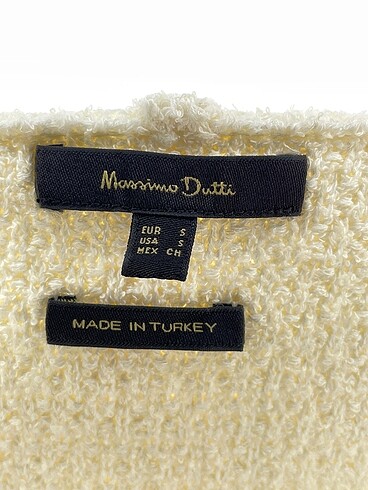 Massimo Dutti
EUR S
USA S
MEX CH
MADE IN TURKEY